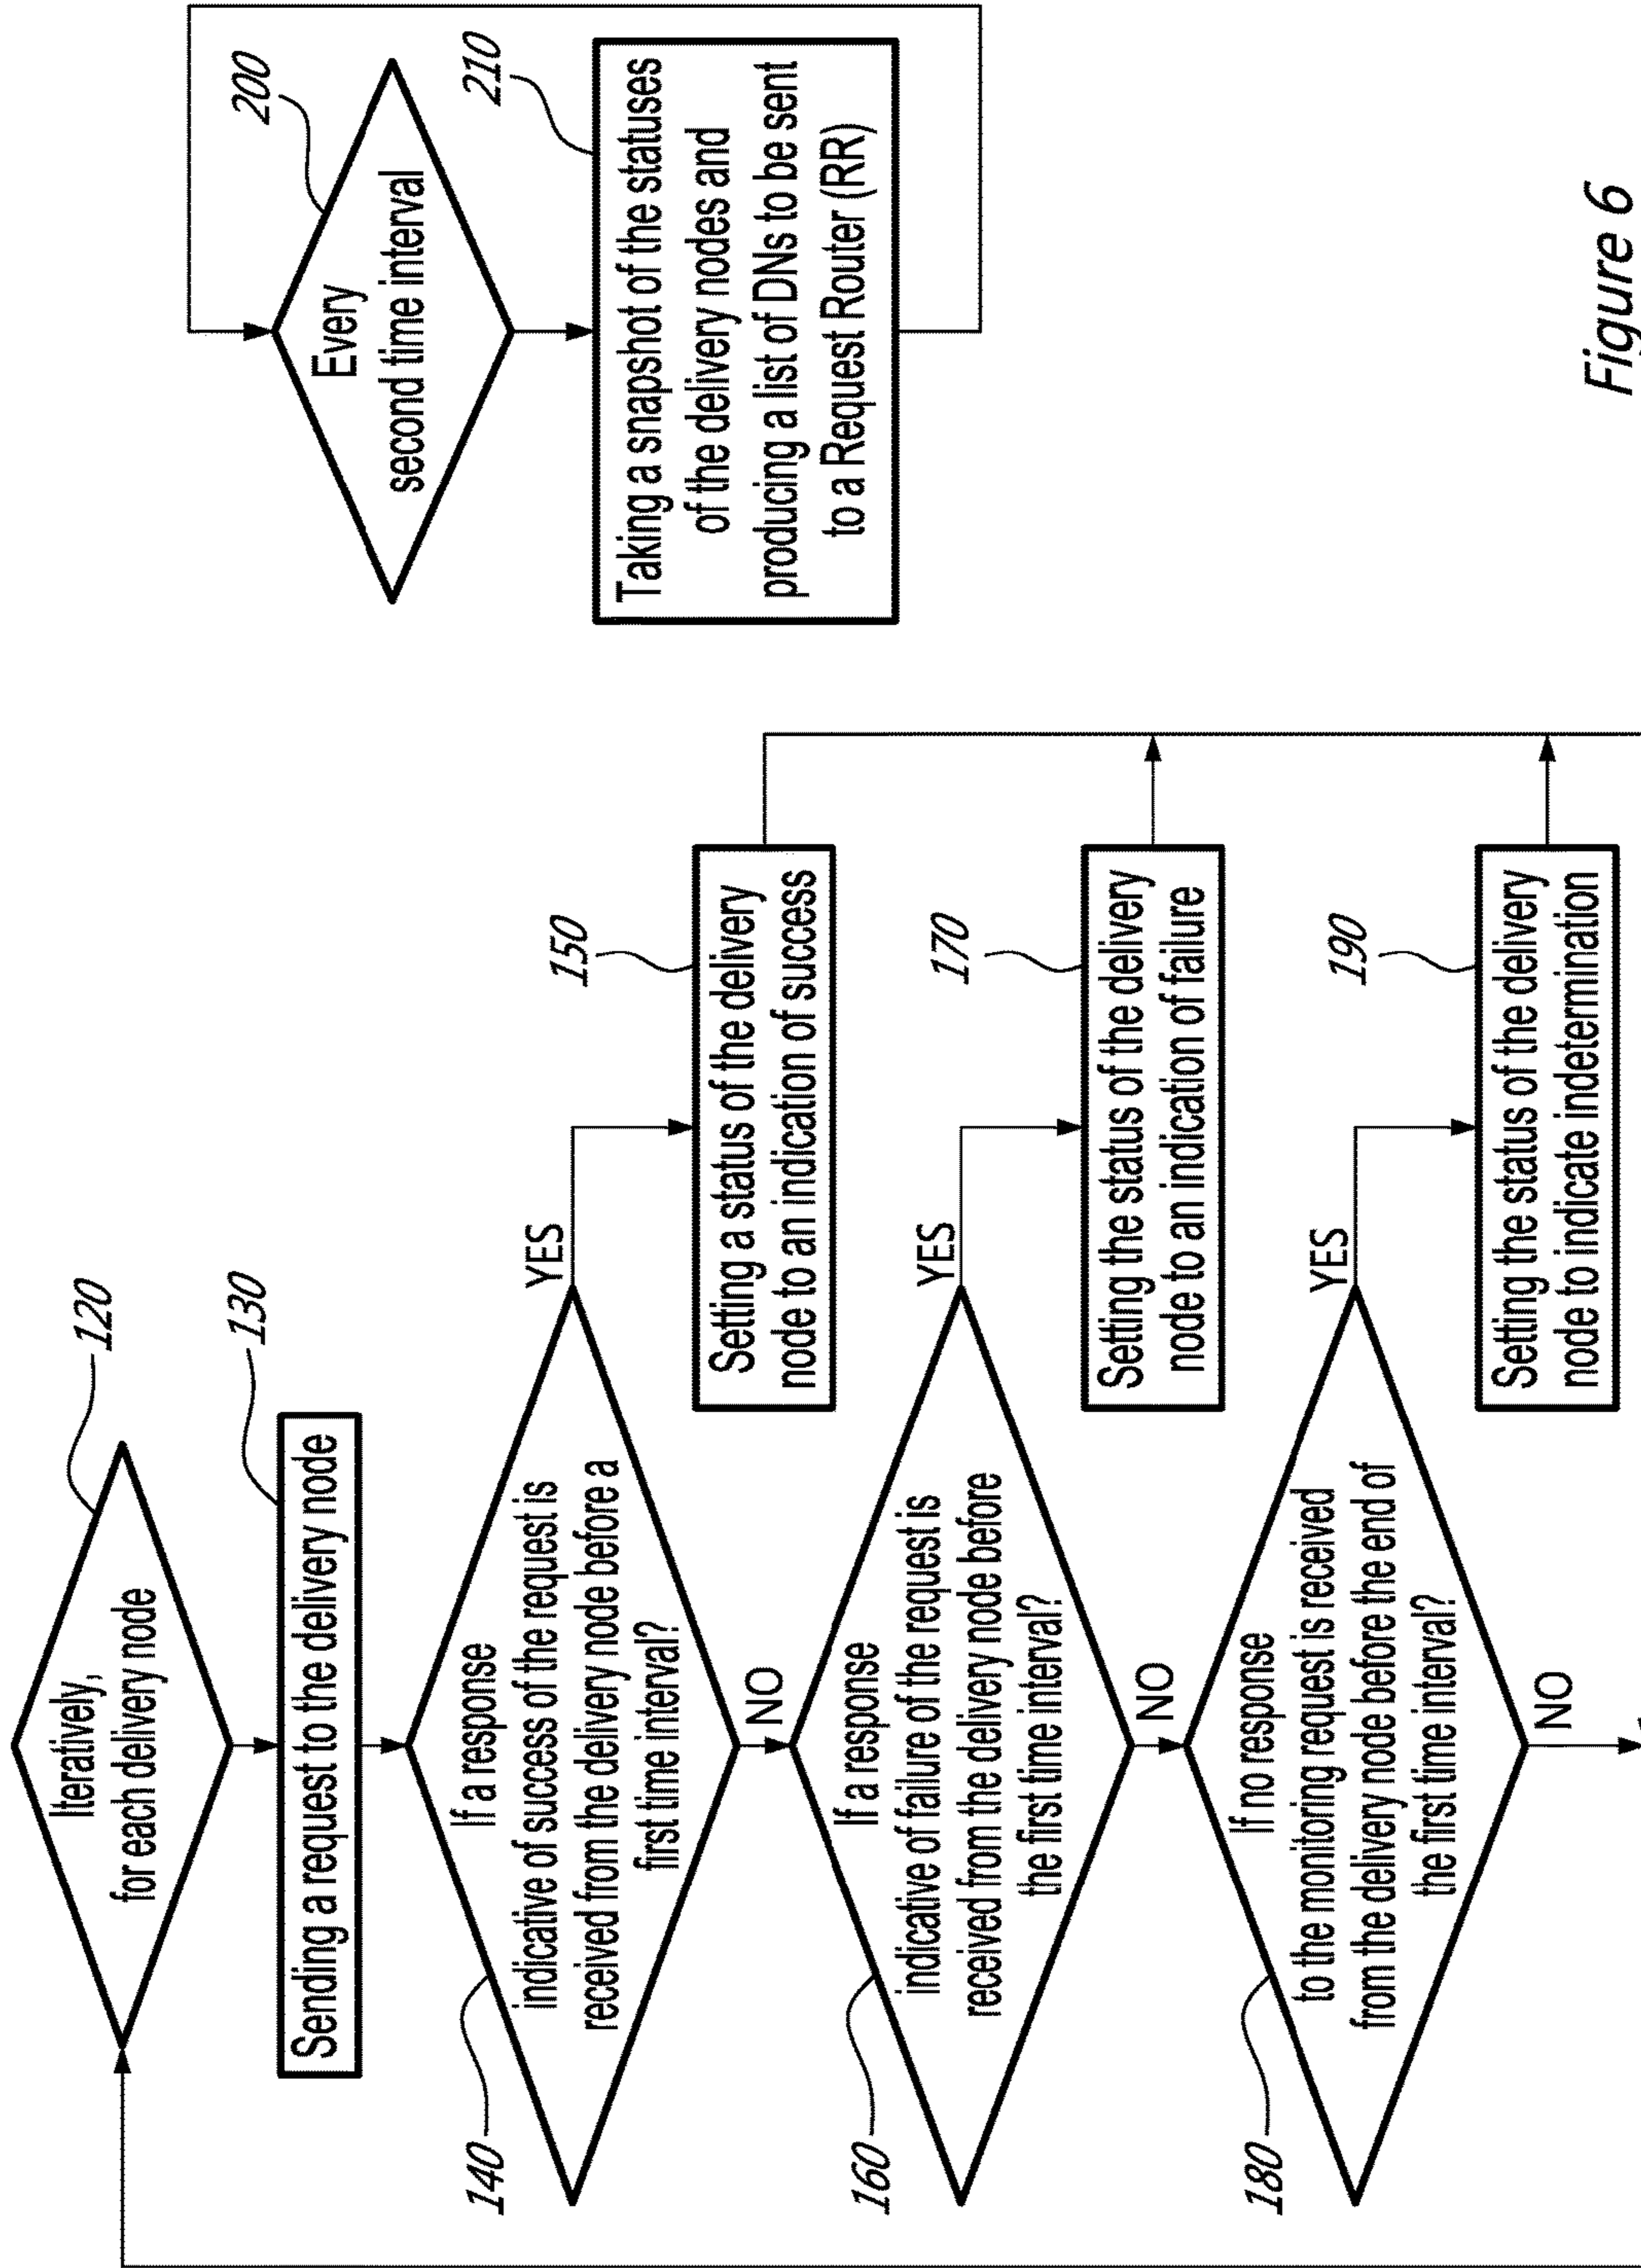 120
Iteratively,
for each delivery node
130
Sending a request to the delivery node
140
If a response
indicative of success of the request is
received from the delivery node before a
first time interval?
YES
150
Setting a status of the delivery
node to an indication of success
NO
160
If a response
indicative of failure of the request is
received from the delivery node before
the first time interval?
YES
170
Setting the status of the delivery
node to an indication of failure
NO
180
If no response
to the monitoring request is received
from the delivery node before the end of
the first time interval?
YES
190
Setting the status of the delivery
node to indicate indetermination
NO
200
Every
second time interval
210
Taking a snapshot of the statuses
of the delivery nodes and
producing a list of DNs to be sent
to a Request Router (RR)
Figure 6